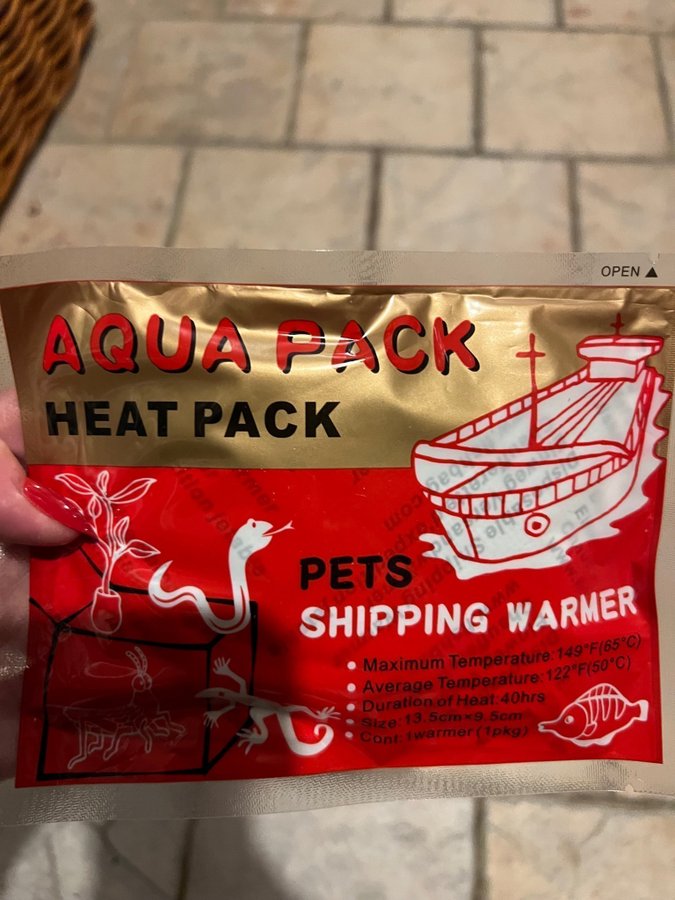 OPEN ▲
AQUA PACK
HEAT PACK
PETS
SHIPPING WARMER
• Maximum Temperature:149°F(65°C)
• Average Temperature:122°F(50°C)
• Duration of Heat:40hrs
• Size:13.5cm×9.5cm
• Cont:1warmer(1pkg)